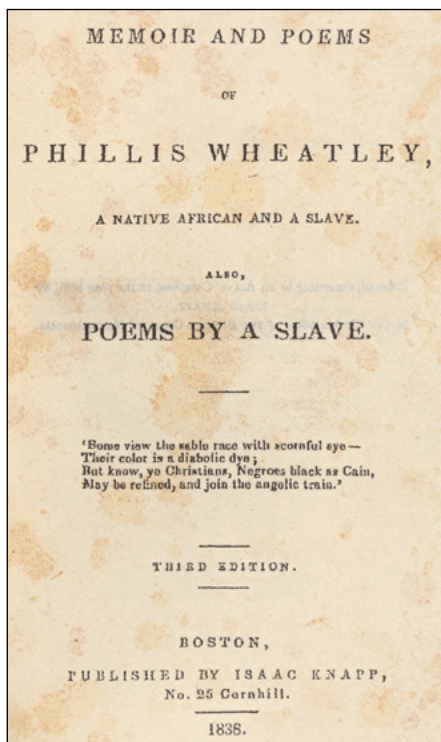 MEMOIR AND POEMS
OF
PHILLIS WHEATLEY,
A NATIVE AFRICAN AND A SLAVE.
ALSO,
POEMS BY A SLAVE.
'Some view the sable race with scornful eye—
Their color is a diabolic dye;
But know, ye Christians, Negroes black as Cain,
May be refined, and join the angelic train.'
THIRD EDITION.
BOSTON,
PUBLISHED BY ISAAC KNAPP,
No. 25 Cornhill.
1838.